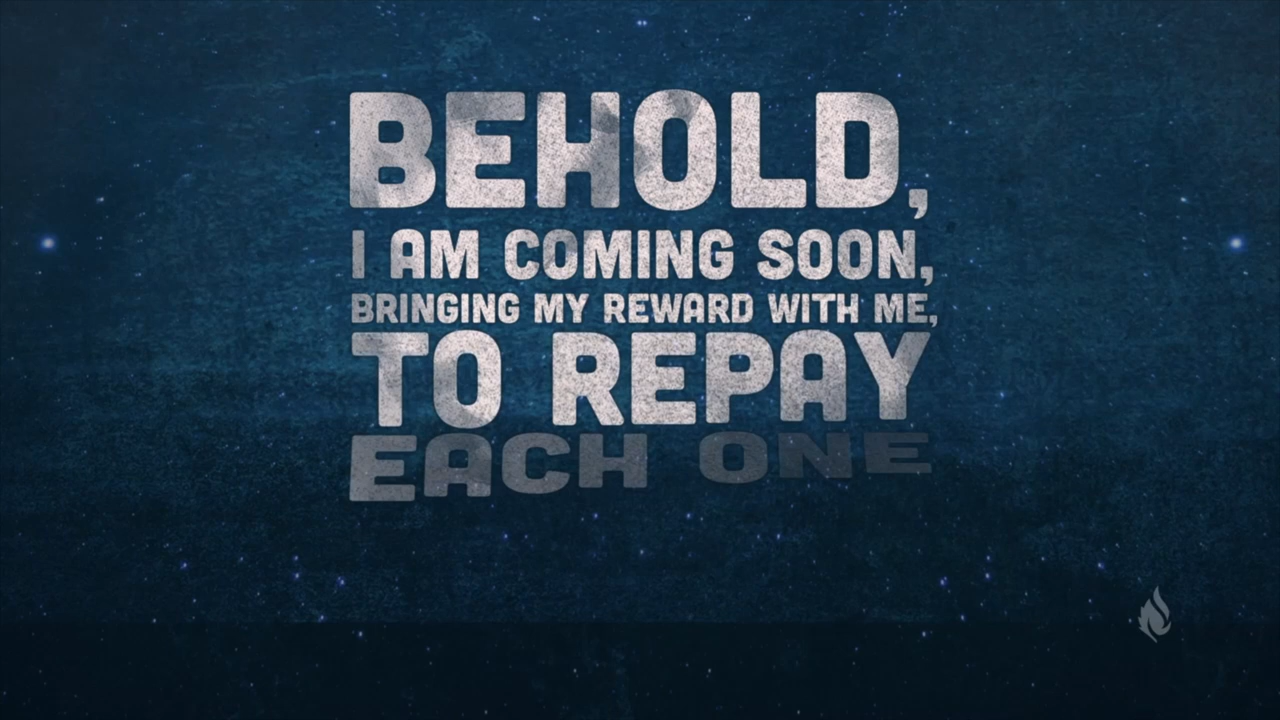 BEHOLD,
I AM COMING SOON,
BRINGING MY REWARD WITH ME,
TO REPAY
EACH ONE